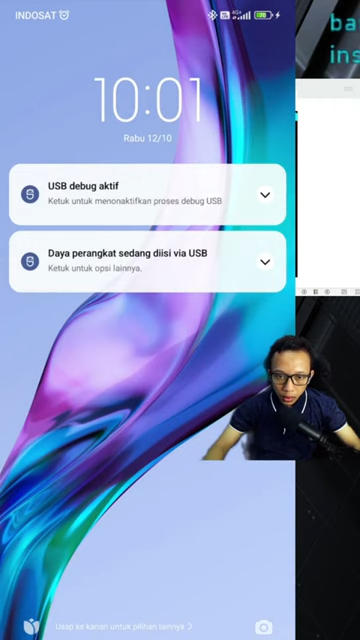 INDOSAT
4G+
ba
ins
10:01
Rabu 12/10
USB debug aktif
Ketuk untuk menonaktifkan proses debug USB
Daya perangkat sedang diisi via USB
Ketuk untuk opsi lainnya.
Usap ke kanan untuk pilihan lainnya